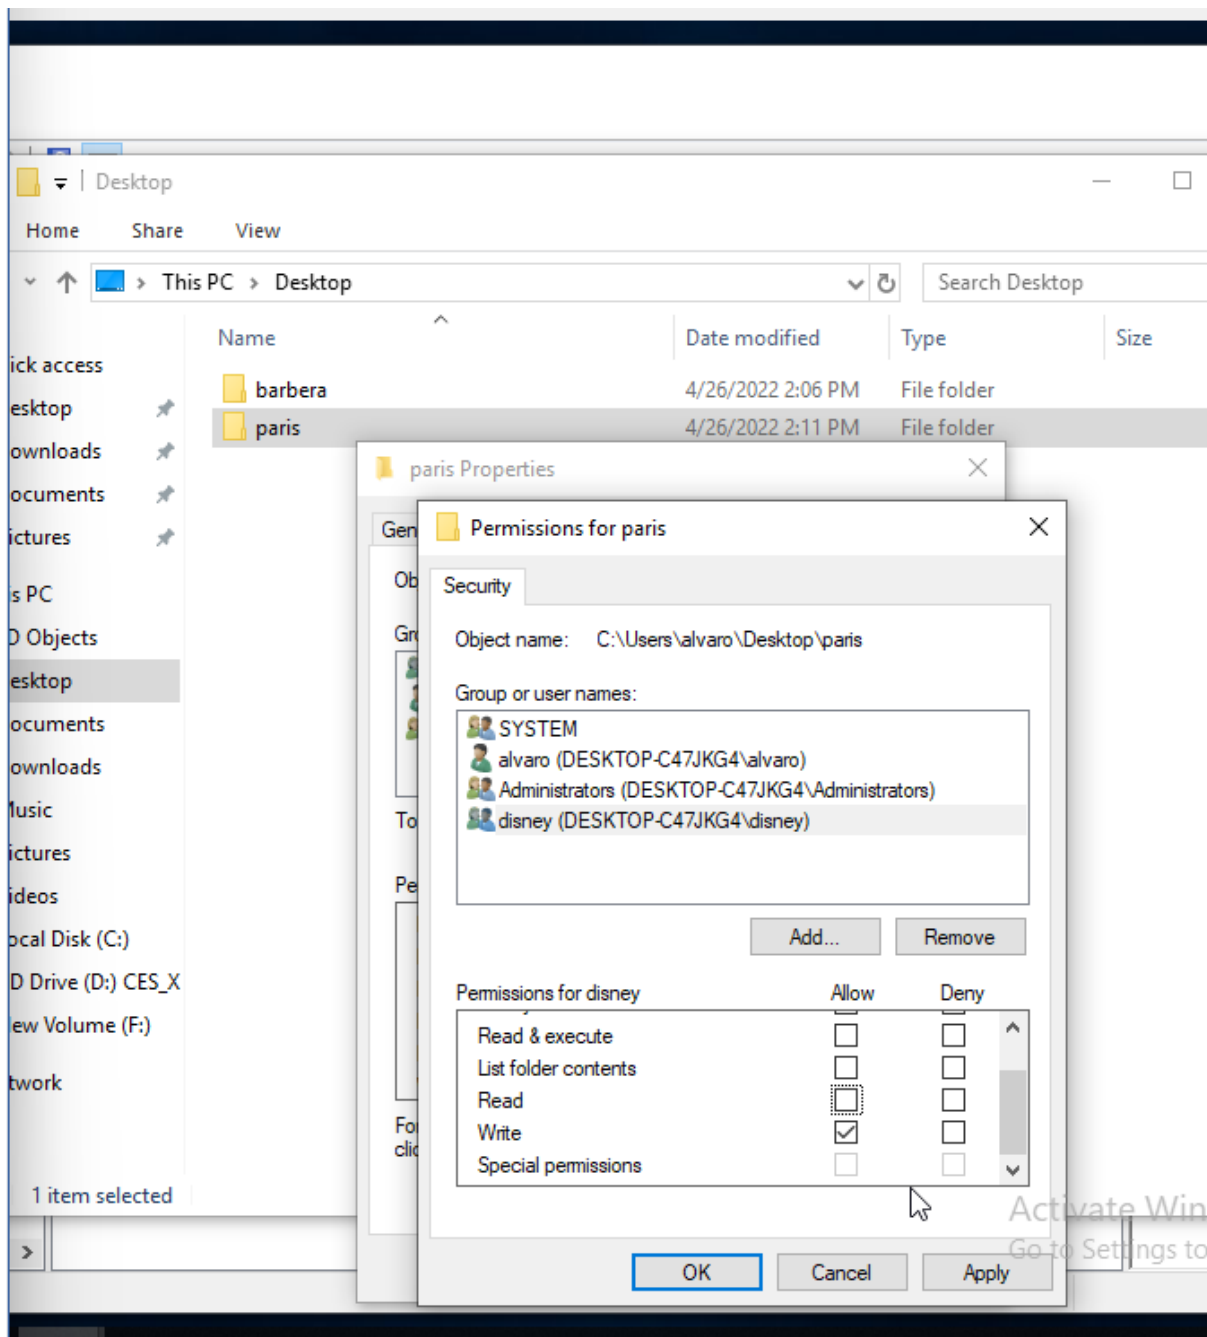 Desktop
Home Share View
This PC > Desktop
Search Desktop
Name Date modified Type Size
ick access
esktop
ownloads
ocuments
ictures
is PC
D Objects
esktop
ocuments
ownloads
Music
ictures
ideos
ocal Disk (C:)
D Drive (D:) CES_X
ew Volume (F:)
twork
barbera 4/26/2022 2:06 PM File folder
paris 4/26/2022 2:11 PM File folder
paris Properties
Gen
Ob
Gro
To
Pe
For
clic
Permissions for paris
Security
Object name: C:\Users\alvaro\Desktop\paris
Group or user names:
SYSTEM
alvaro (DESKTOP-C47JKG4\alvaro)
Administrators (DESKTOP-C47JKG4\Administrators)
disney (DESKTOP-C47JKG4\disney)
Add... Remove
Permissions for disney Allow Deny
Read & execute
List folder contents
Read
Write
Special permissions
OK Cancel Apply
1 item selected
Activate Win
Go to Settings to